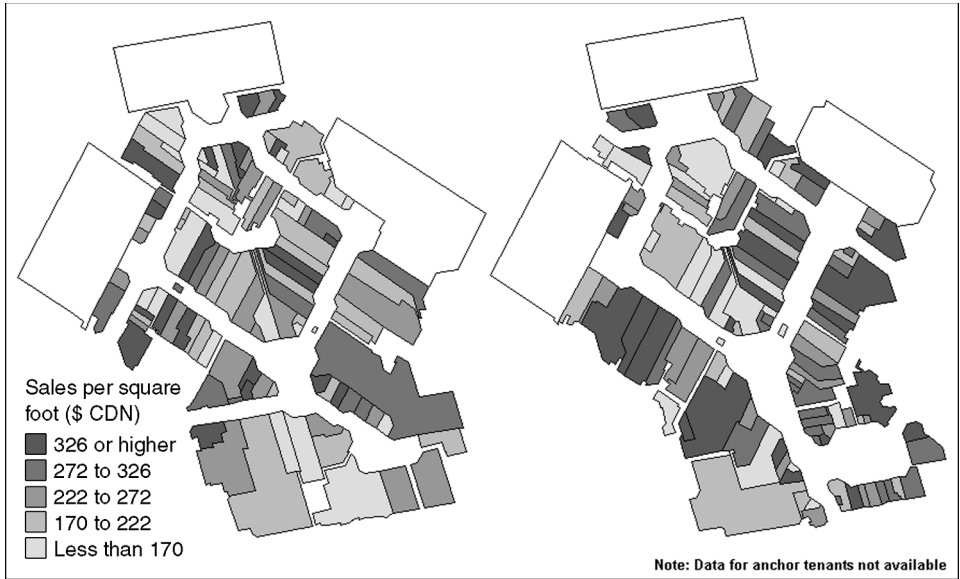 Sales per square
foot ($ CDN)
326 or higher
272 to 326
222 to 272
170 to 222
Less than 170
Note: Data for anchor tenants not available